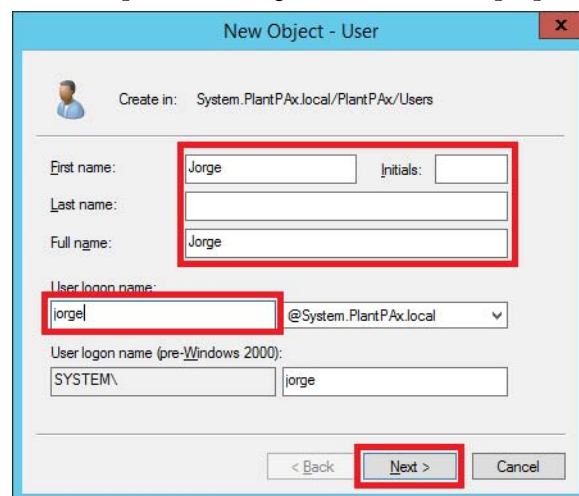 New Object - User
x
Create in: System.PlantPAx.local/PlantPAx/Users
First name: Jorge Initials:
Last name:
Full name: Jorge
User logon name:
jorge @System.PlantPAx.local
User logon name (pre-Windows 2000):
SYSTEM\ jorge
< Back Next > Cancel